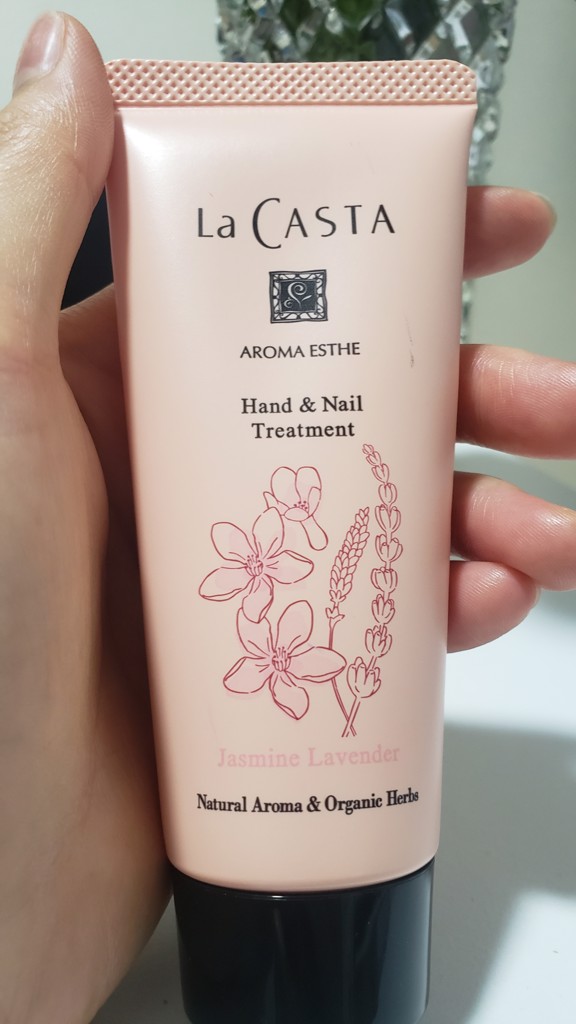 La CASTA
AROMA ESTHE
Hand & Nail
Treatment
Jasmine Lavender
Natural Aroma & Organic Herbs